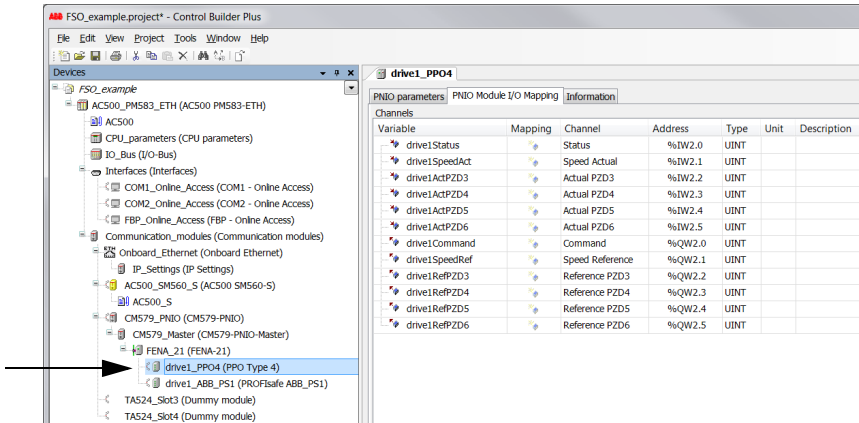 ABB FSO_example.project* - Control Builder Plus
File Edit View Project Tools Window Help
Devices
FSO_example
AC500_PM583_ETH (AC500 PM583-ETH)
AC500
CPU_parameters (CPU parameters)
IO_Bus (I/O-Bus)
Interfaces (Interfaces)
COM1_Online_Access (COM1 - Online Access)
COM2_Online_Access (COM2 - Online Access)
FBP_Online_Access (FBP - Online Access)
Communication_modules (Communication modules)
ETH Onboard_Ethernet (Onboard Ethernet)
IP_Settings (IP Settings)
AC500_SM560_S (AC500 SM560-S)
AC500_S
CM579_PNIO (CM579-PNIO)
CM579_Master (CM579-PNIO-Master)
FENA_21 (FENA-21)
drive1_PPO4 (PPO Type 4)
drive1_ABB_PS1 (PROFIsafe ABB_PS1)
TA524_Slot3 (Dummy module)
TA524_Slot4 (Dummy module)
drive1_PPO4
PNIO parameters PNIO Module I/O Mapping Information
Channels
Variable Mapping Channel Address Type Unit Description
drive1Status Status %IW2.0 UINT
drive1SpeedAct Speed Actual %IW2.1 UINT
drive1ActPZD3 Actual PZD3 %IW2.2 UINT
drive1ActPZD4 Actual PZD4 %IW2.3 UINT
drive1ActPZD5 Actual PZD5 %IW2.4 UINT
drive1ActPZD6 Actual PZD6 %IW2.5 UINT
drive1Command Command %QW2.0 UINT
drive1SpeedRef Speed Reference %QW2.1 UINT
drive1RefPZD3 Reference PZD3 %QW2.2 UINT
drive1RefPZD4 Reference PZD4 %QW2.3 UINT
drive1RefPZD5 Reference PZD5 %QW2.4 UINT
drive1RefPZD6 Reference PZD6 %QW2.5 UINT